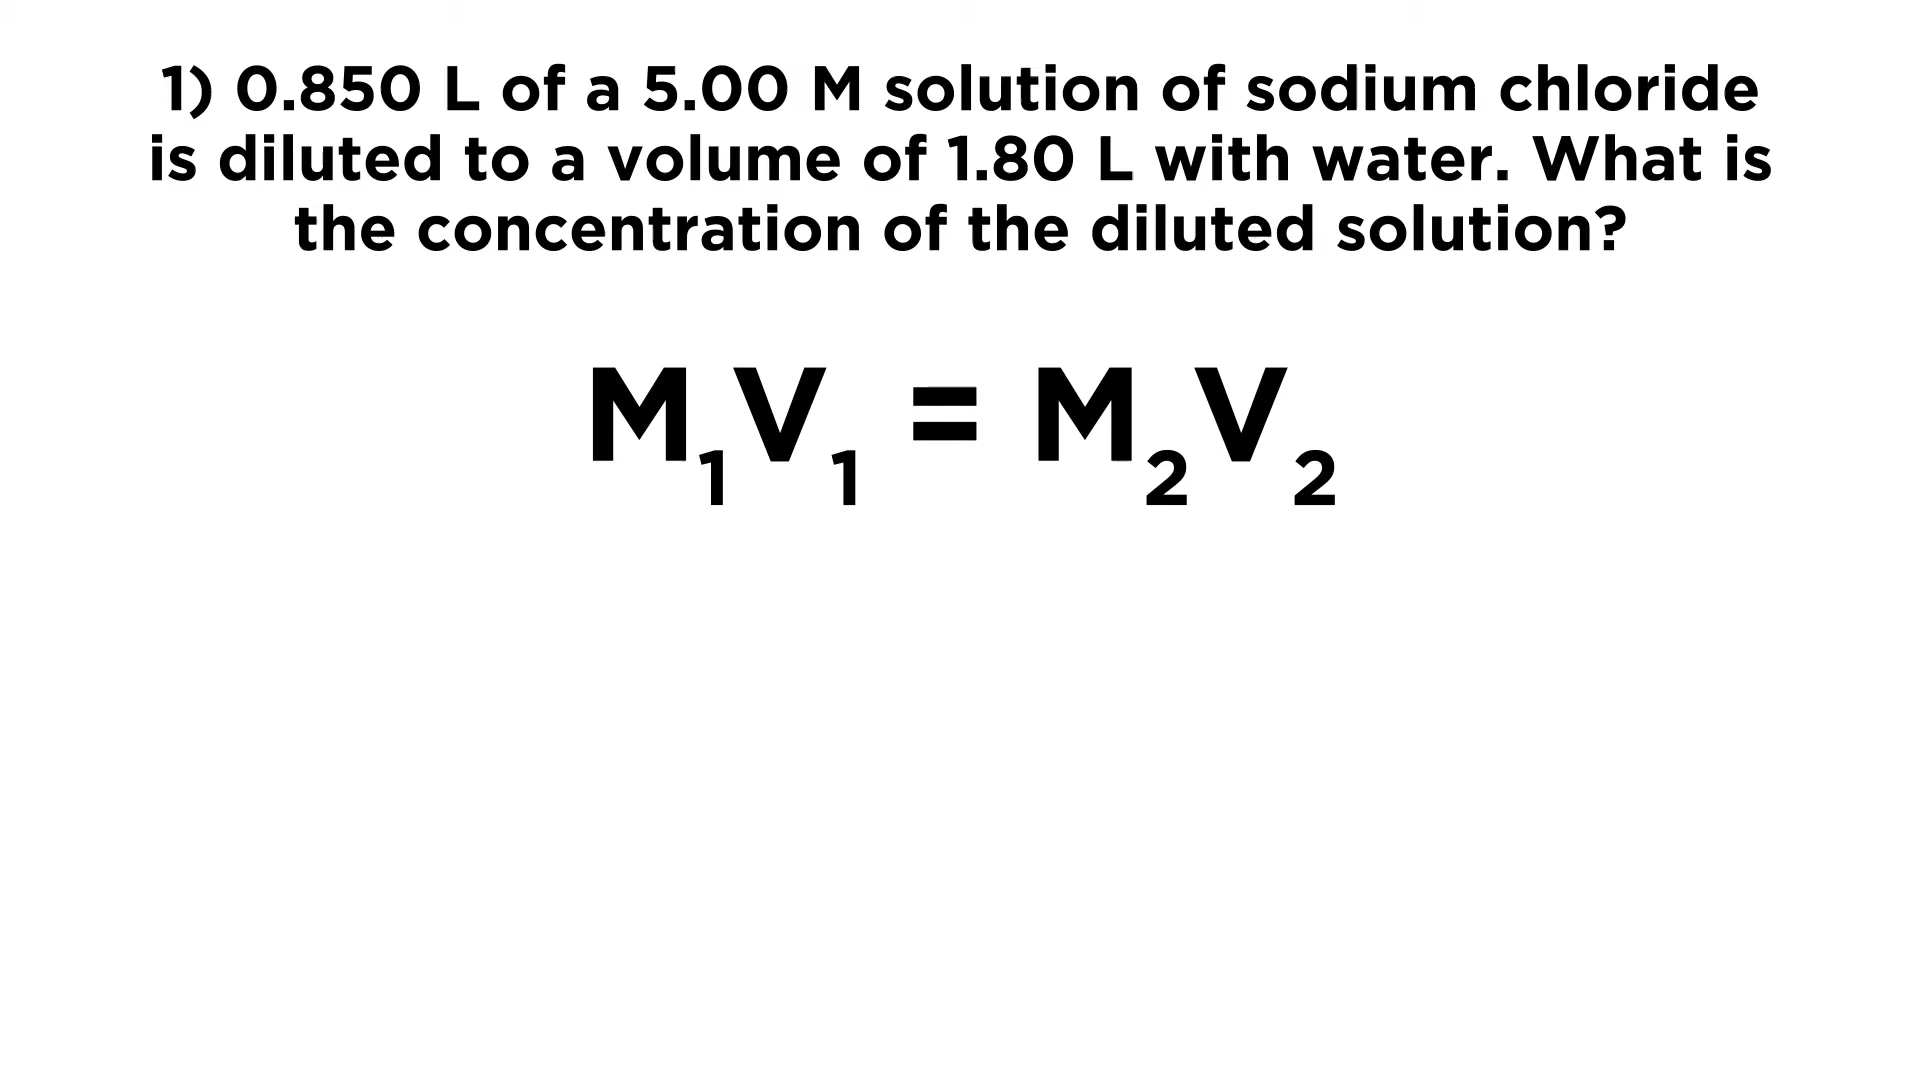 1) 0.850 L of a 5.00 M solution of sodium chloride
is diluted to a volume of 1.80 L with water. What is
the concentration of the diluted solution?
M₁V₁ = M₂V₂